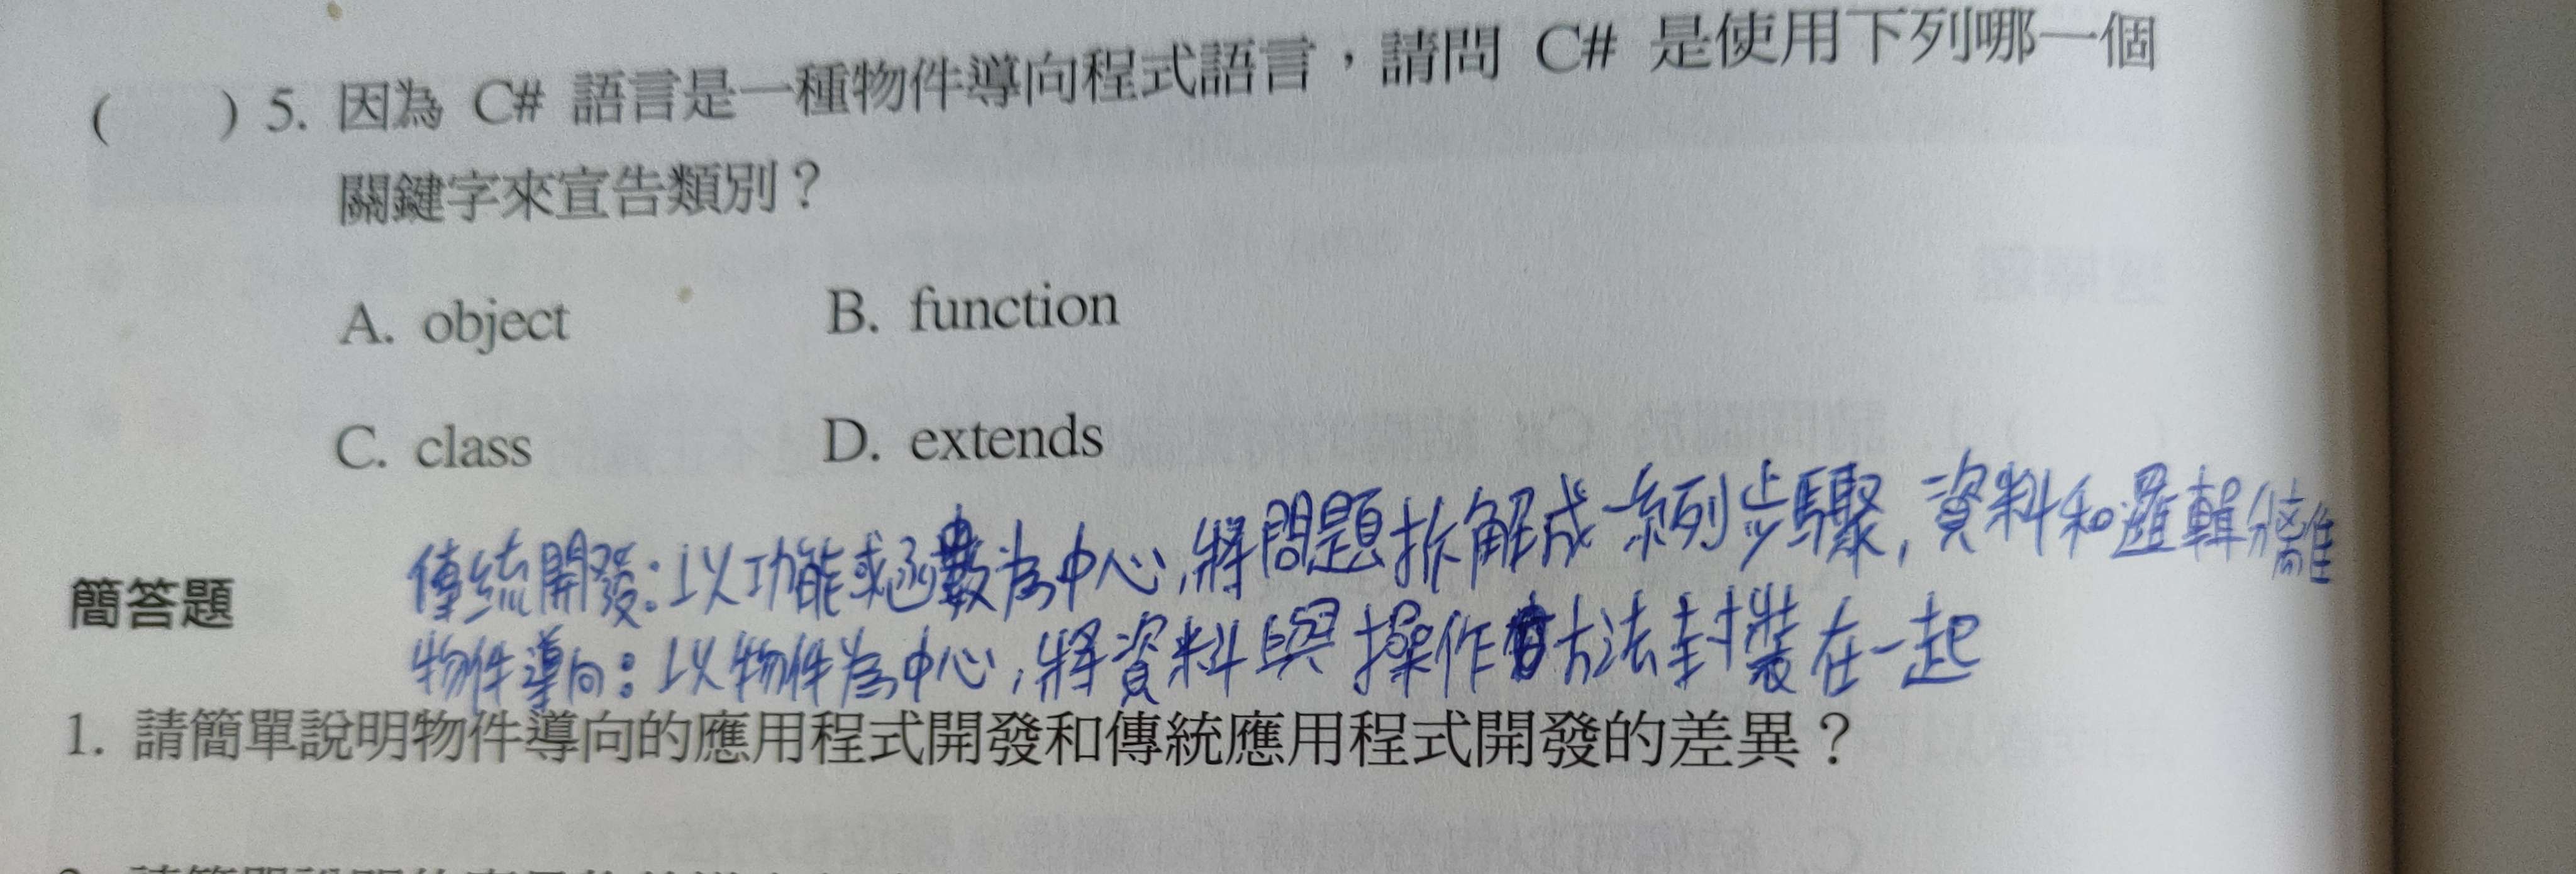 (    ) 5. 因為 C# 語言是一種物件導向程式語言，請問 C# 是使用下列哪一個
關鍵字來宣告類別？
A. object B. function
C. class D. extends
傳統開發:以功能或函數為中心,將問題拆解成一系列步驟,資料和邏輯分離
簡答題
物件導向:以物件為中心,將資料與操作方法封裝在一起
1. 請簡單說明物件導向的應用程式開發和傳統應用程式開發的差異？